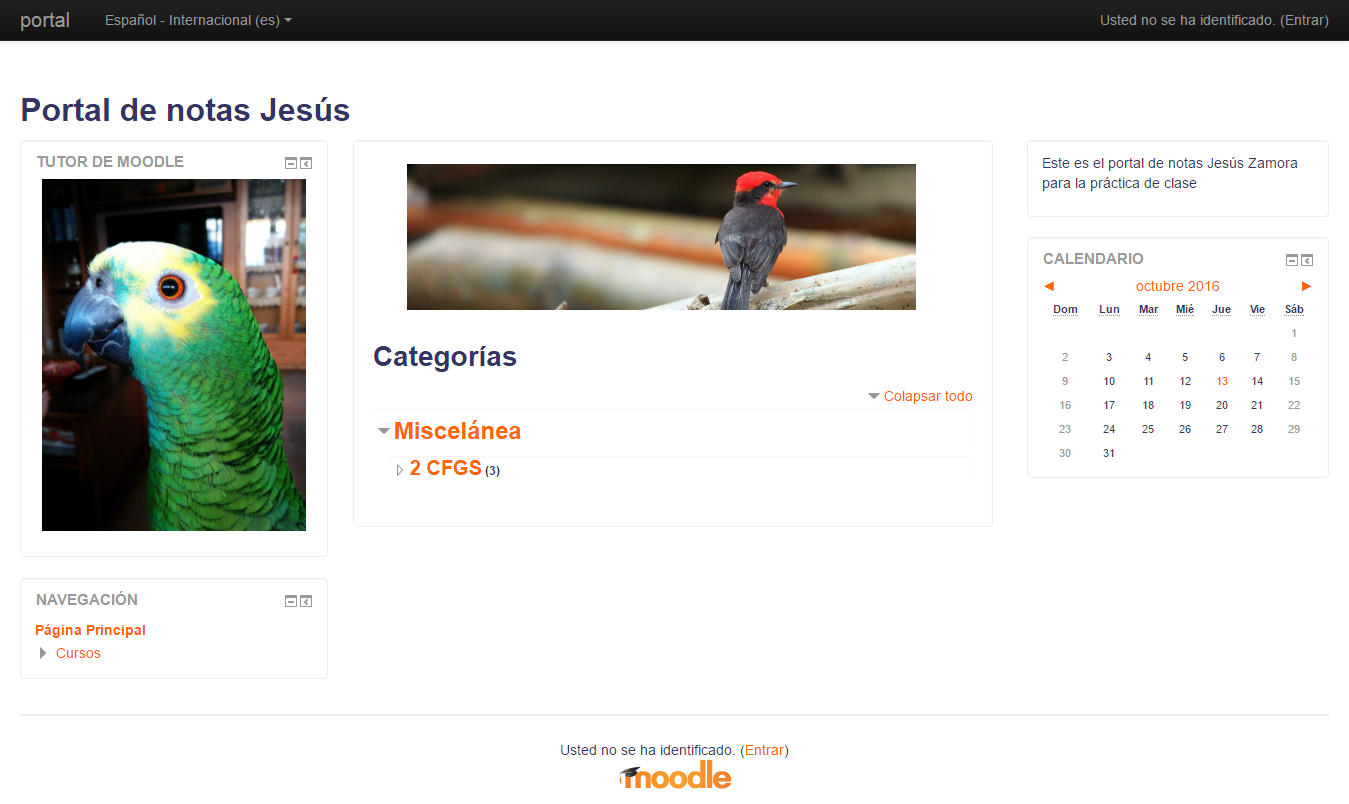 portal
Español - Internacional (es)
Usted no se ha identificado. (Entrar)
Portal de notas Jesús
TUTOR DE MOODLE
NAVEGACIÓN
Página Principal
Cursos
Categorías
Colapsar todo
Miscelánea
2 CFGS (3)
Este es el portal de notas Jesús Zamora
para la práctica de clase
CALENDARIO
octubre 2016
Dom Lun Mar Mié Jue Vie Sáb
1
2 3 4 5 6 7 8
9 10 11 12 13 14 15
16 17 18 19 20 21 22
23 24 25 26 27 28 29
30 31
Usted no se ha identificado. (Entrar)
moodle